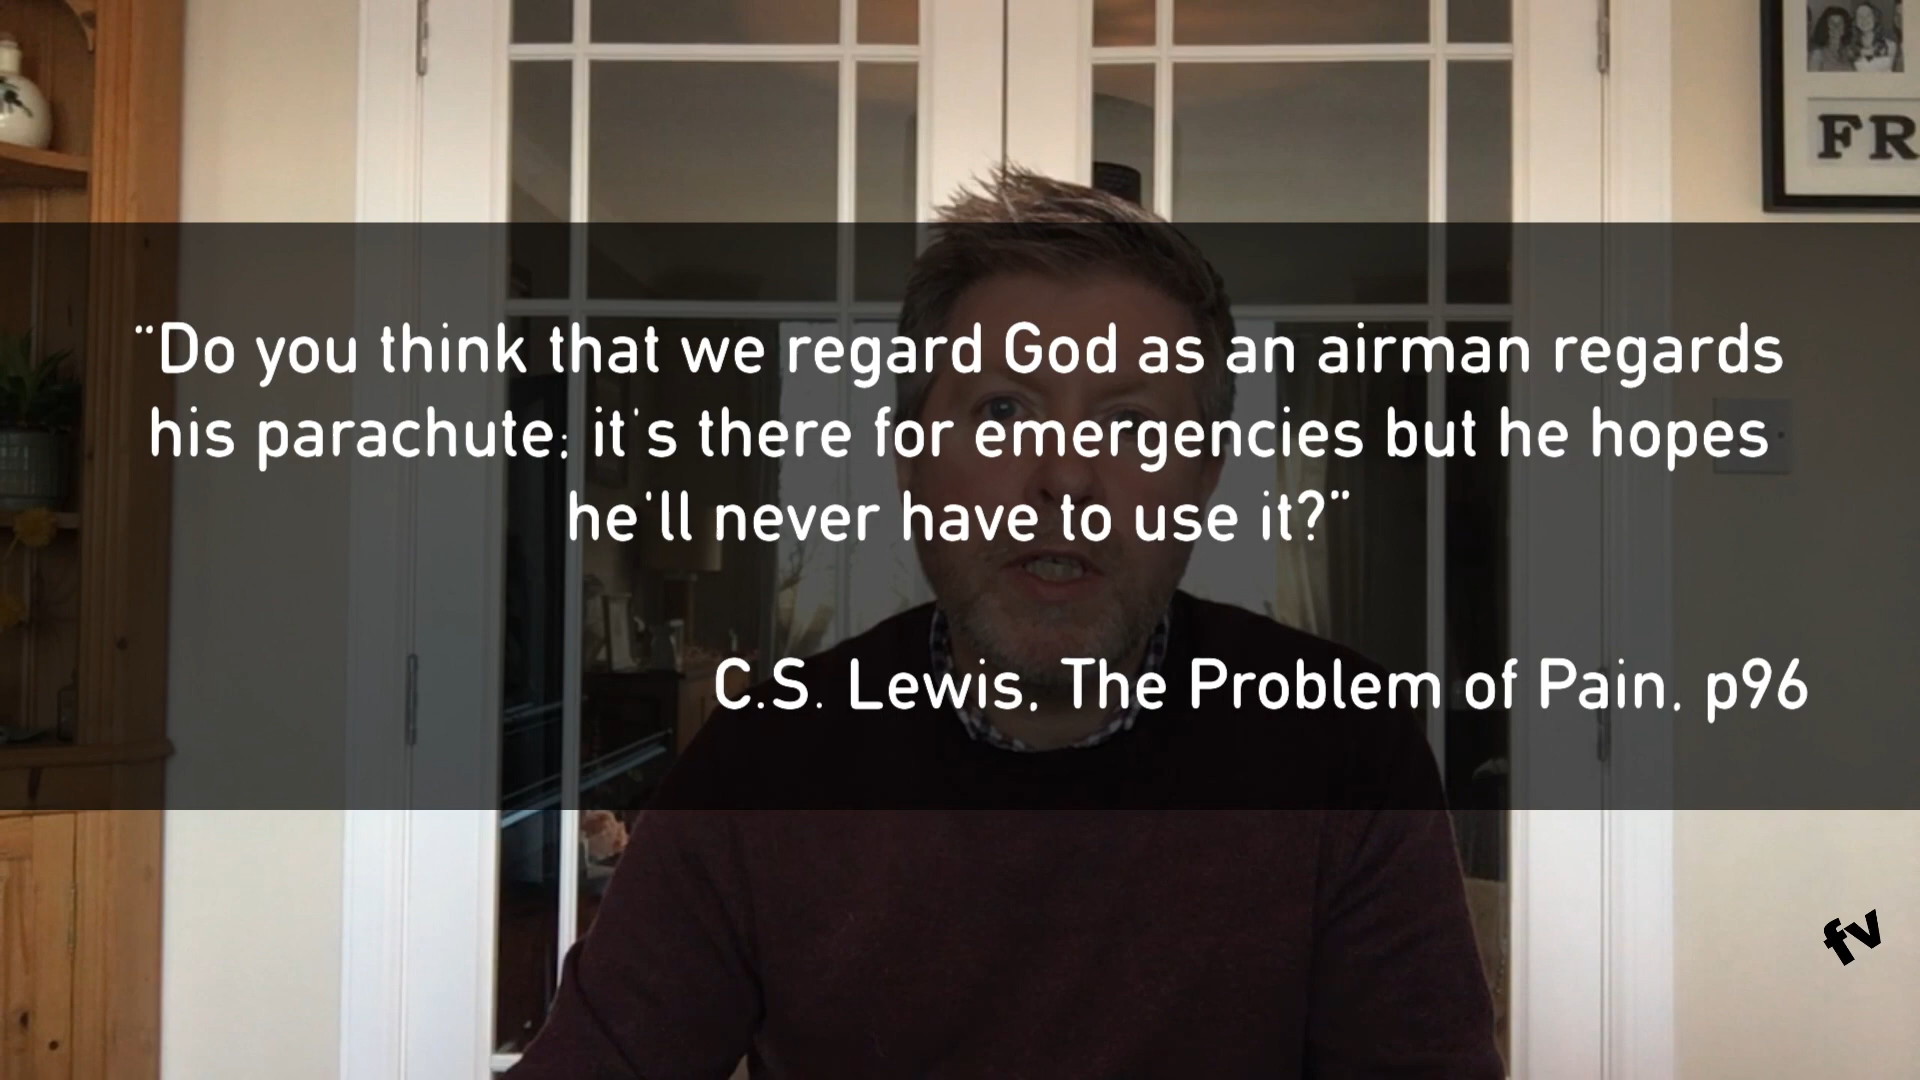 FR
"Do you think that we regard God as an airman regards
his parachute; it's there for emergencies but he hopes
he'll never have to use it?"
C.S. Lewis, The Problem of Pain, p96
fv